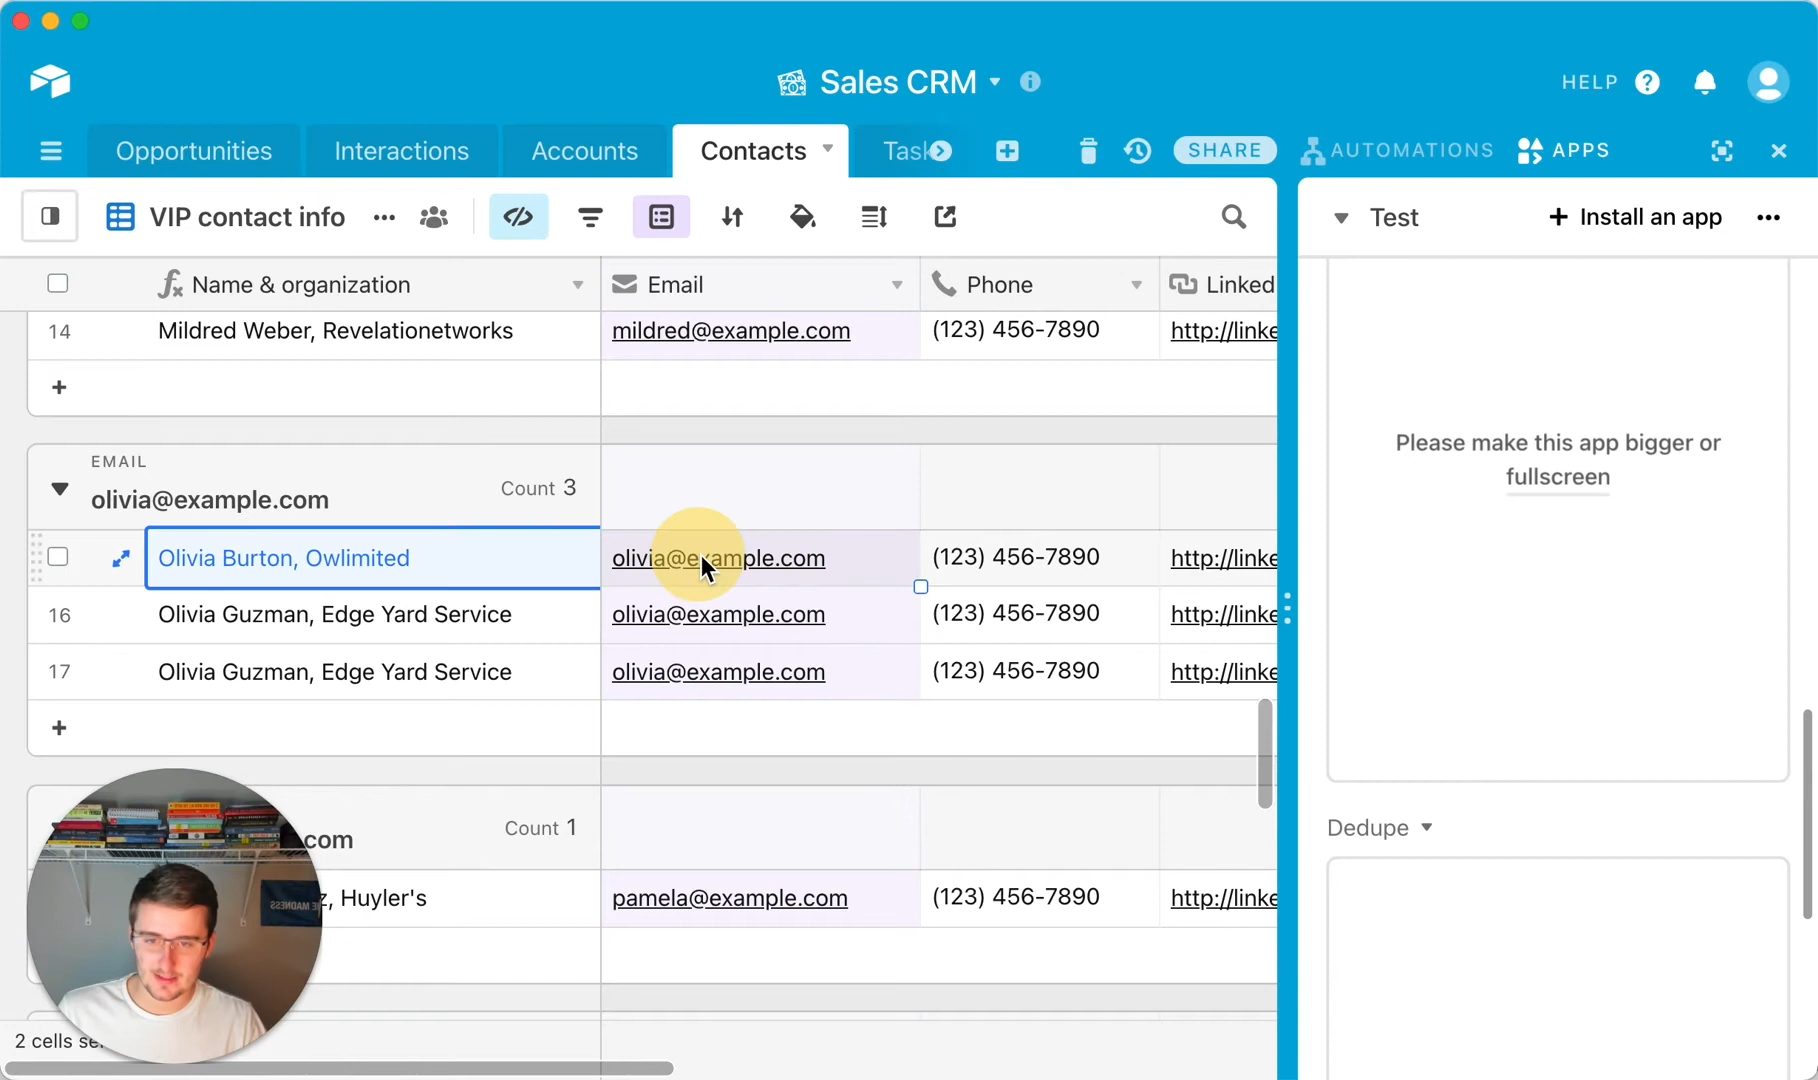 Sales CRM
HELP
Opportunities
Interactions
Accounts
Contacts
SHARE
AUTOMATIONS
APPS
VIP contact info
Test
+ Install an app
Name & organization
Email
Phone
Linked
14 Mildred Weber, Revelationetworks mildred@example.com (123) 456-7890 http://linke
+
EMAIL
olivia@example.com
Count 3
Olivia Burton, Owlimited olivia@example.com (123) 456-7890 http://linke
16 Olivia Guzman, Edge Yard Service olivia@example.com (123) 456-7890 http://linke
17 Olivia Guzman, Edge Yard Service olivia@example.com (123) 456-7890 http://linke
+
.com
Count 1
z, Huyler's pamela@example.com (123) 456-7890 http://linke
2 cells se
Please make this app bigger or
fullscreen
Dedupe